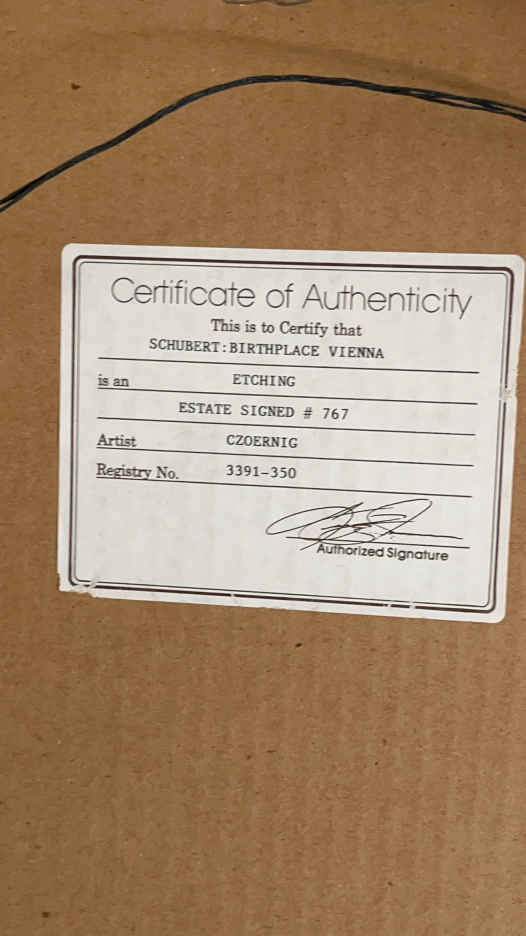 Certificate of Authenticity
This is to Certify that
SCHUBERT:BIRTHPLACE VIENNA
is an ETCHING
ESTATE SIGNED # 767
Artist CZOERNIG
Registry No. 3391-350
Authorized Signature